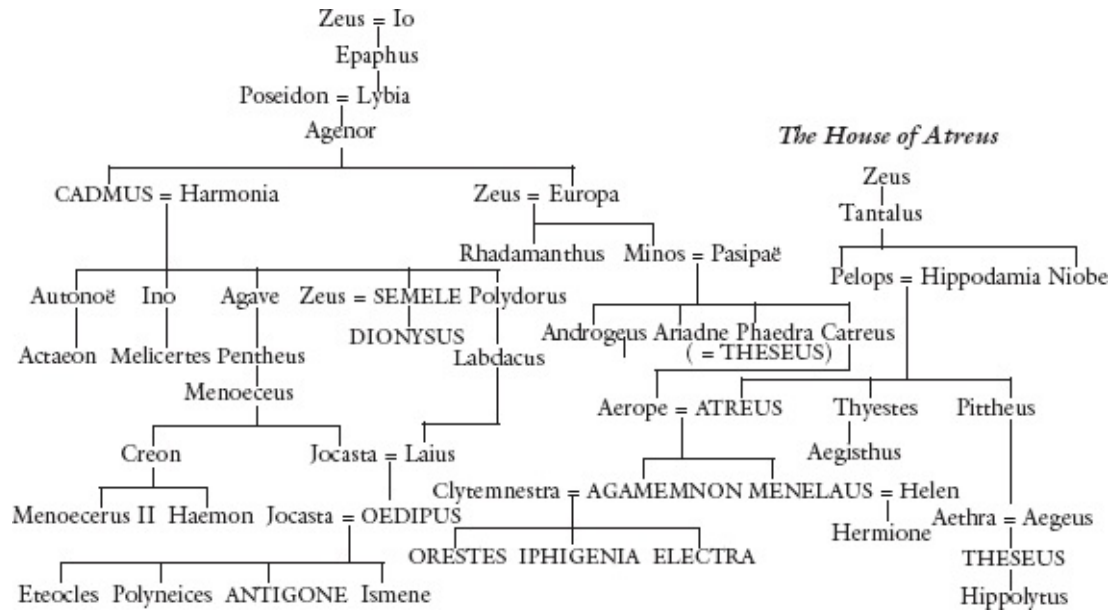 Zeus = Io
Epaphus
Poseidon = Lybia
Agenor
The House of Atreus
Zeus
CADMUS = Harmonia Zeus = Europa
Tantalus
Rhadamanthus Minos = Pasipaë
Pelops = Hippodamia Niobe
Autonoë Ino Agave Zeus = SEMELE Polydorus
Androgeus Ariadne Phaedra Catreus
DIONYSUS
( = THESEUS)
Actaeon Melicertes Pentheus Labdacus
Menoeceus
Aerope = ATREUS Thyestes Pittheus
Creon Jocasta = Laius Aegisthus
Clytemnestra = AGAMEMNON MENELAUS = Helen
Menoecerus II Haemon Jocasta = OEDIPUS Hermione Aethra = Aegeus
ORESTES IPHIGENIA ELECTRA THESEUS
Eteocles Polyneices ANTIGONE Ismene Hippolytus